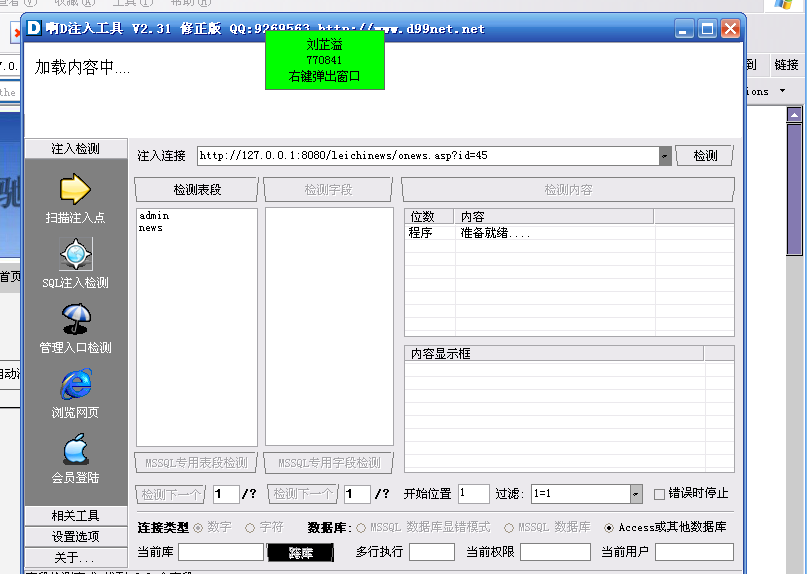 查看(V) 收藏(A) 工具(T) 帮助(H)
啊D注入工具 V2.31 修正版 QQ:9269563 http://www.d99net.net
刘芷溢
770841
右键弹出窗口
加载内容中....
7.0.
到 链接
the
ions
注入检测
注入连接 http://127.0.0.1:8080/leichinews/onews.asp?id=45 检测
检测表段 检测字段 检测内容
驰
扫描注入点
admin
news
位数 内容
程序 准备就绪....
首页
SQL注入检测
管理入口检测
内容显示框
浏览网页
会员登陆
MSSQL专用表段检测 MSSQL专用字段检测
检测下一个 1 /? 检测下一个 1 /? 开始位置 1 过滤: 1=1 错误时停止
相关工具
连接类型 数字 字符 数据库: MSSQL 数据库显错模式 MSSQL 数据库 Access或其他数据库
设置选项
当前库 跨库 多行执行 当前权限 当前用户
关于...